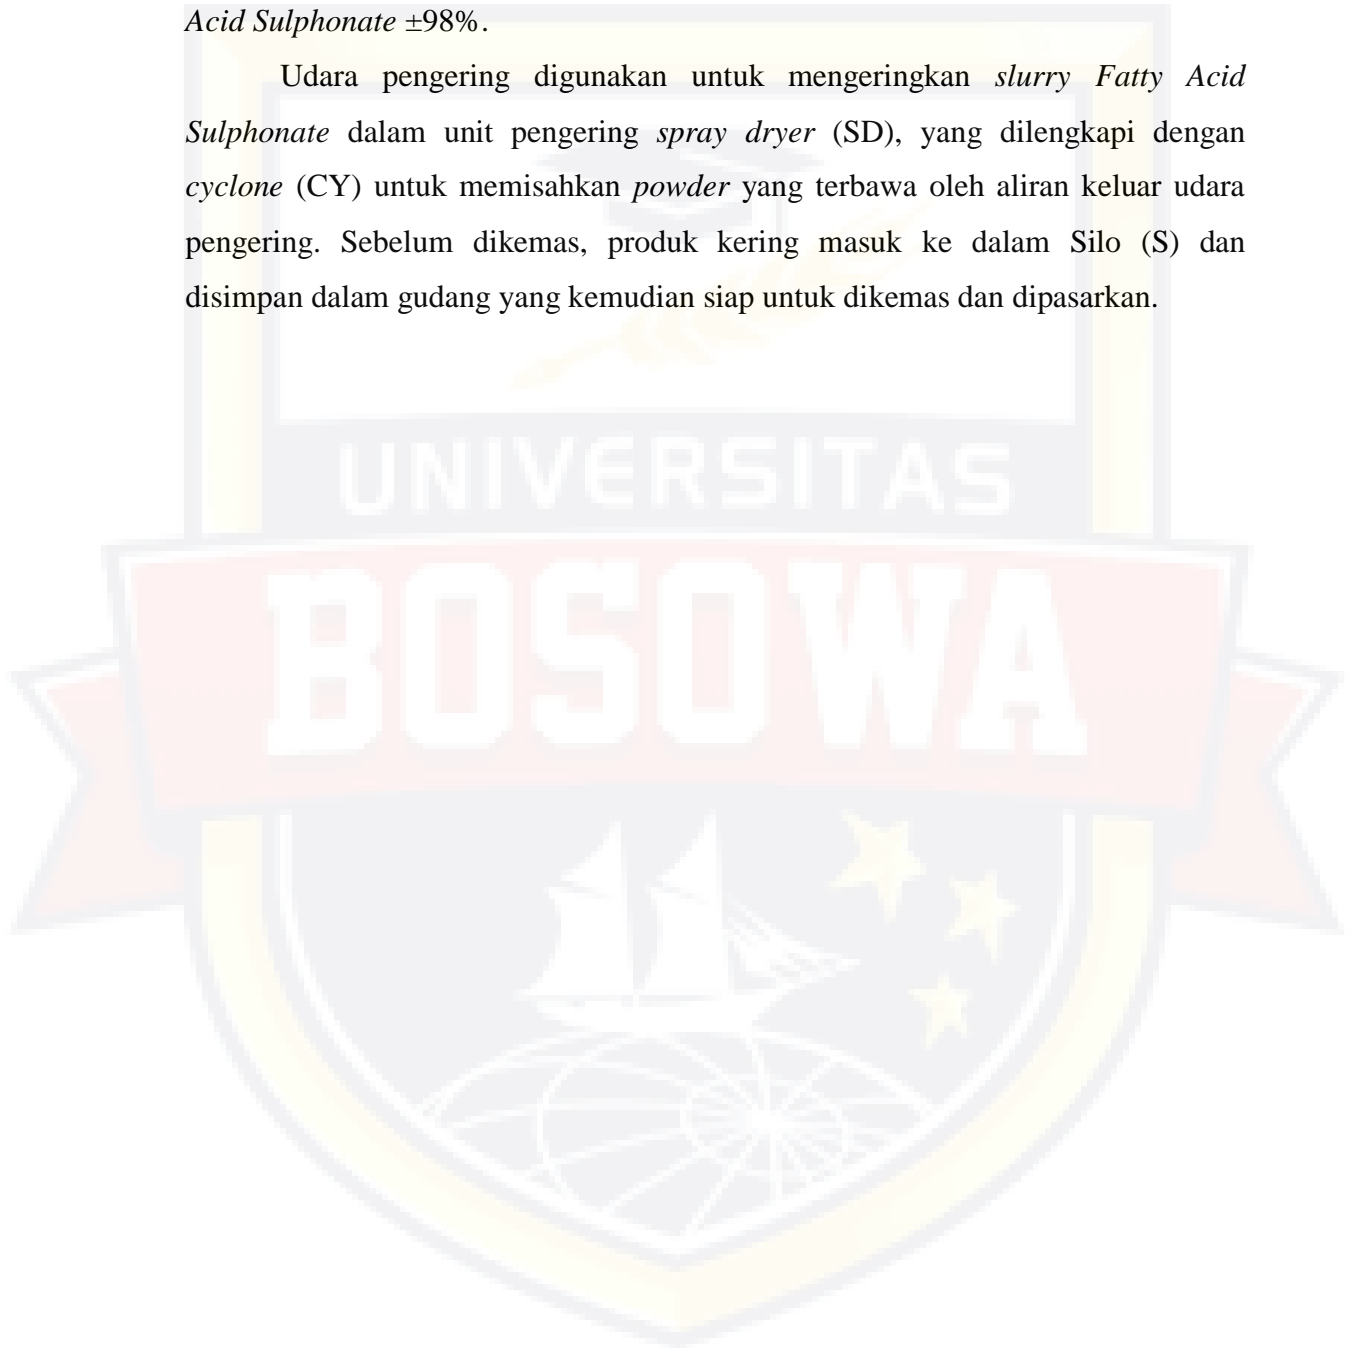 Acid Sulphonate ±98%.
Udara pengering digunakan untuk mengeringkan slurry Fatty Acid
Sulphonate dalam unit pengering spray dryer (SD), yang dilengkapi dengan
cyclone (CY) untuk memisahkan powder yang terbawa oleh aliran keluar udara
pengering. Sebelum dikemas, produk kering masuk ke dalam Silo (S) dan
disimpan dalam gudang yang kemudian siap untuk dikemas dan dipasarkan.
UNIVERSITAS
BOSOWA